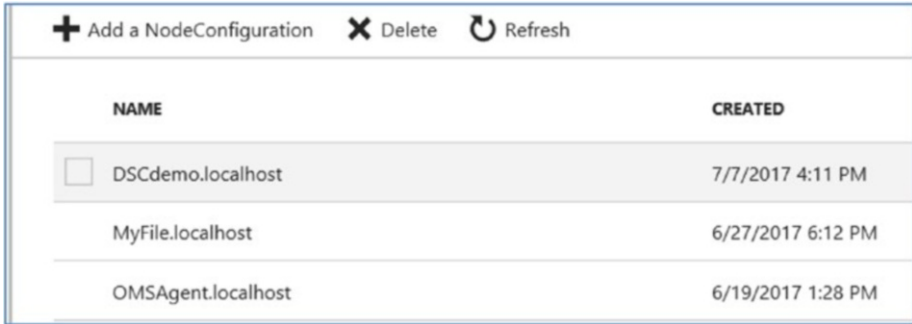 Add a NodeConfiguration Delete Refresh
NAME CREATED
DSCdemo.localhost 7/7/2017 4:11 PM
MyFile.localhost 6/27/2017 6:12 PM
OMSAgent.localhost 6/19/2017 1:28 PM